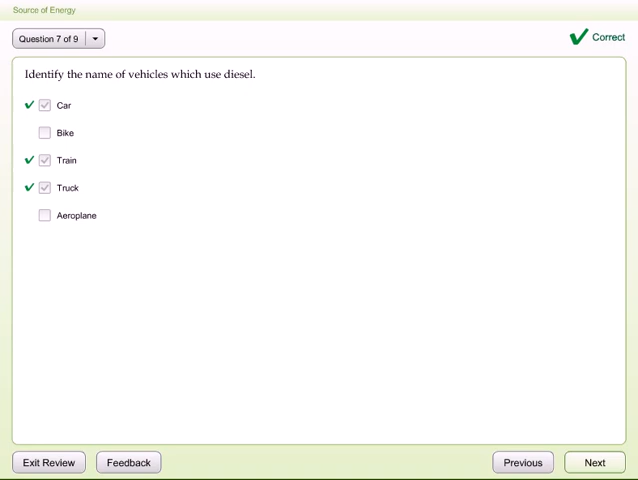 Source of Energy
Question 7 of 9
Correct
Identify the name of vehicles which use diesel.
Car
Bike
Train
Truck
Aeroplane
Exit Review
Feedback
Previous
Next